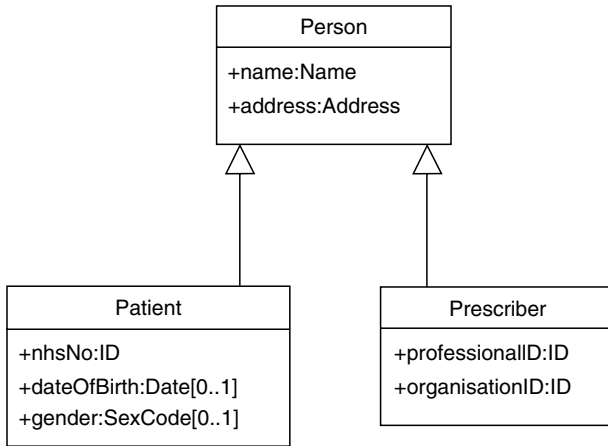 Person
+name:Name
+address:Address
Patient
+nhsNo:ID
+dateOfBirth:Date[0..1]
+gender:SexCode[0..1]
Prescriber
+professionalID:ID
+organisationID:ID